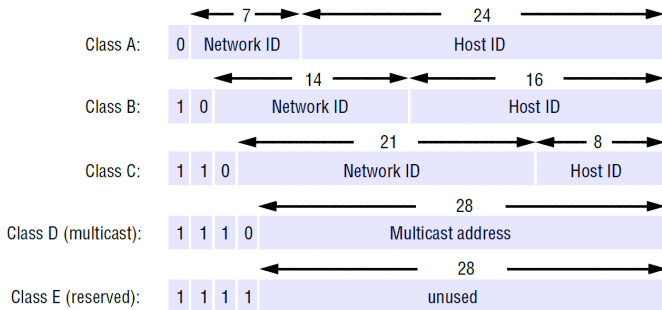 7 24
Class A: 0 Network ID Host ID
14 16
Class B: 1 0 Network ID Host ID
21 8
Class C: 1 1 0 Network ID Host ID
28
Class D (multicast): 1 1 1 0 Multicast address
28
Class E (reserved): 1 1 1 1 unused